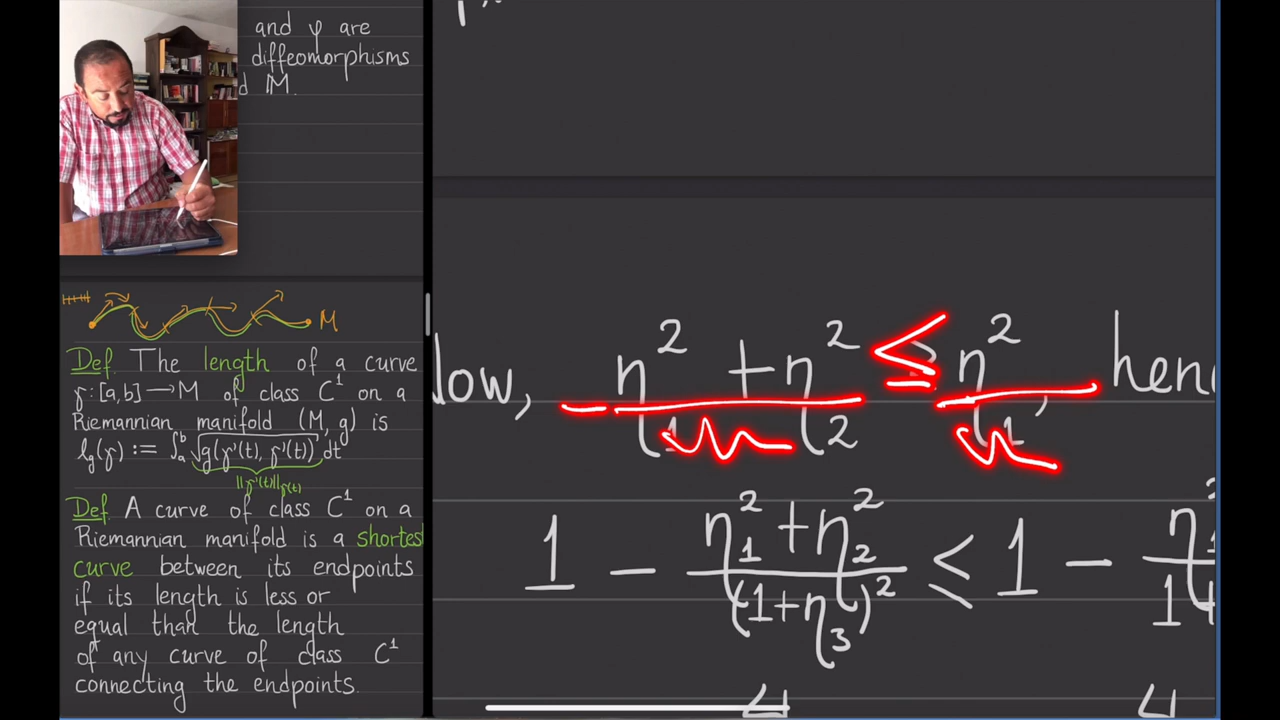 and φ are
diffeomorphisms
d M.
M
Def. The length of a curve
γ:[a,b]→M of class C¹ on a
Riemannian manifold (M, g) is
l_g(γ) := ∫ₐᵇ √g(γ'(t), γ'(t)) dt
||γ'(t)||γ(t)
Def. A curve of class C¹ on a
Riemannian manifold is a shortest
curve between its endpoints
if its length is less or
equal than the length
of any curve of class C¹
connecting the endpoints.
low, η₁² + η₂² ≤ η₁², henc
1 − (η₁² + η₂²)/(1+η₃)² ≤ 1 −
4